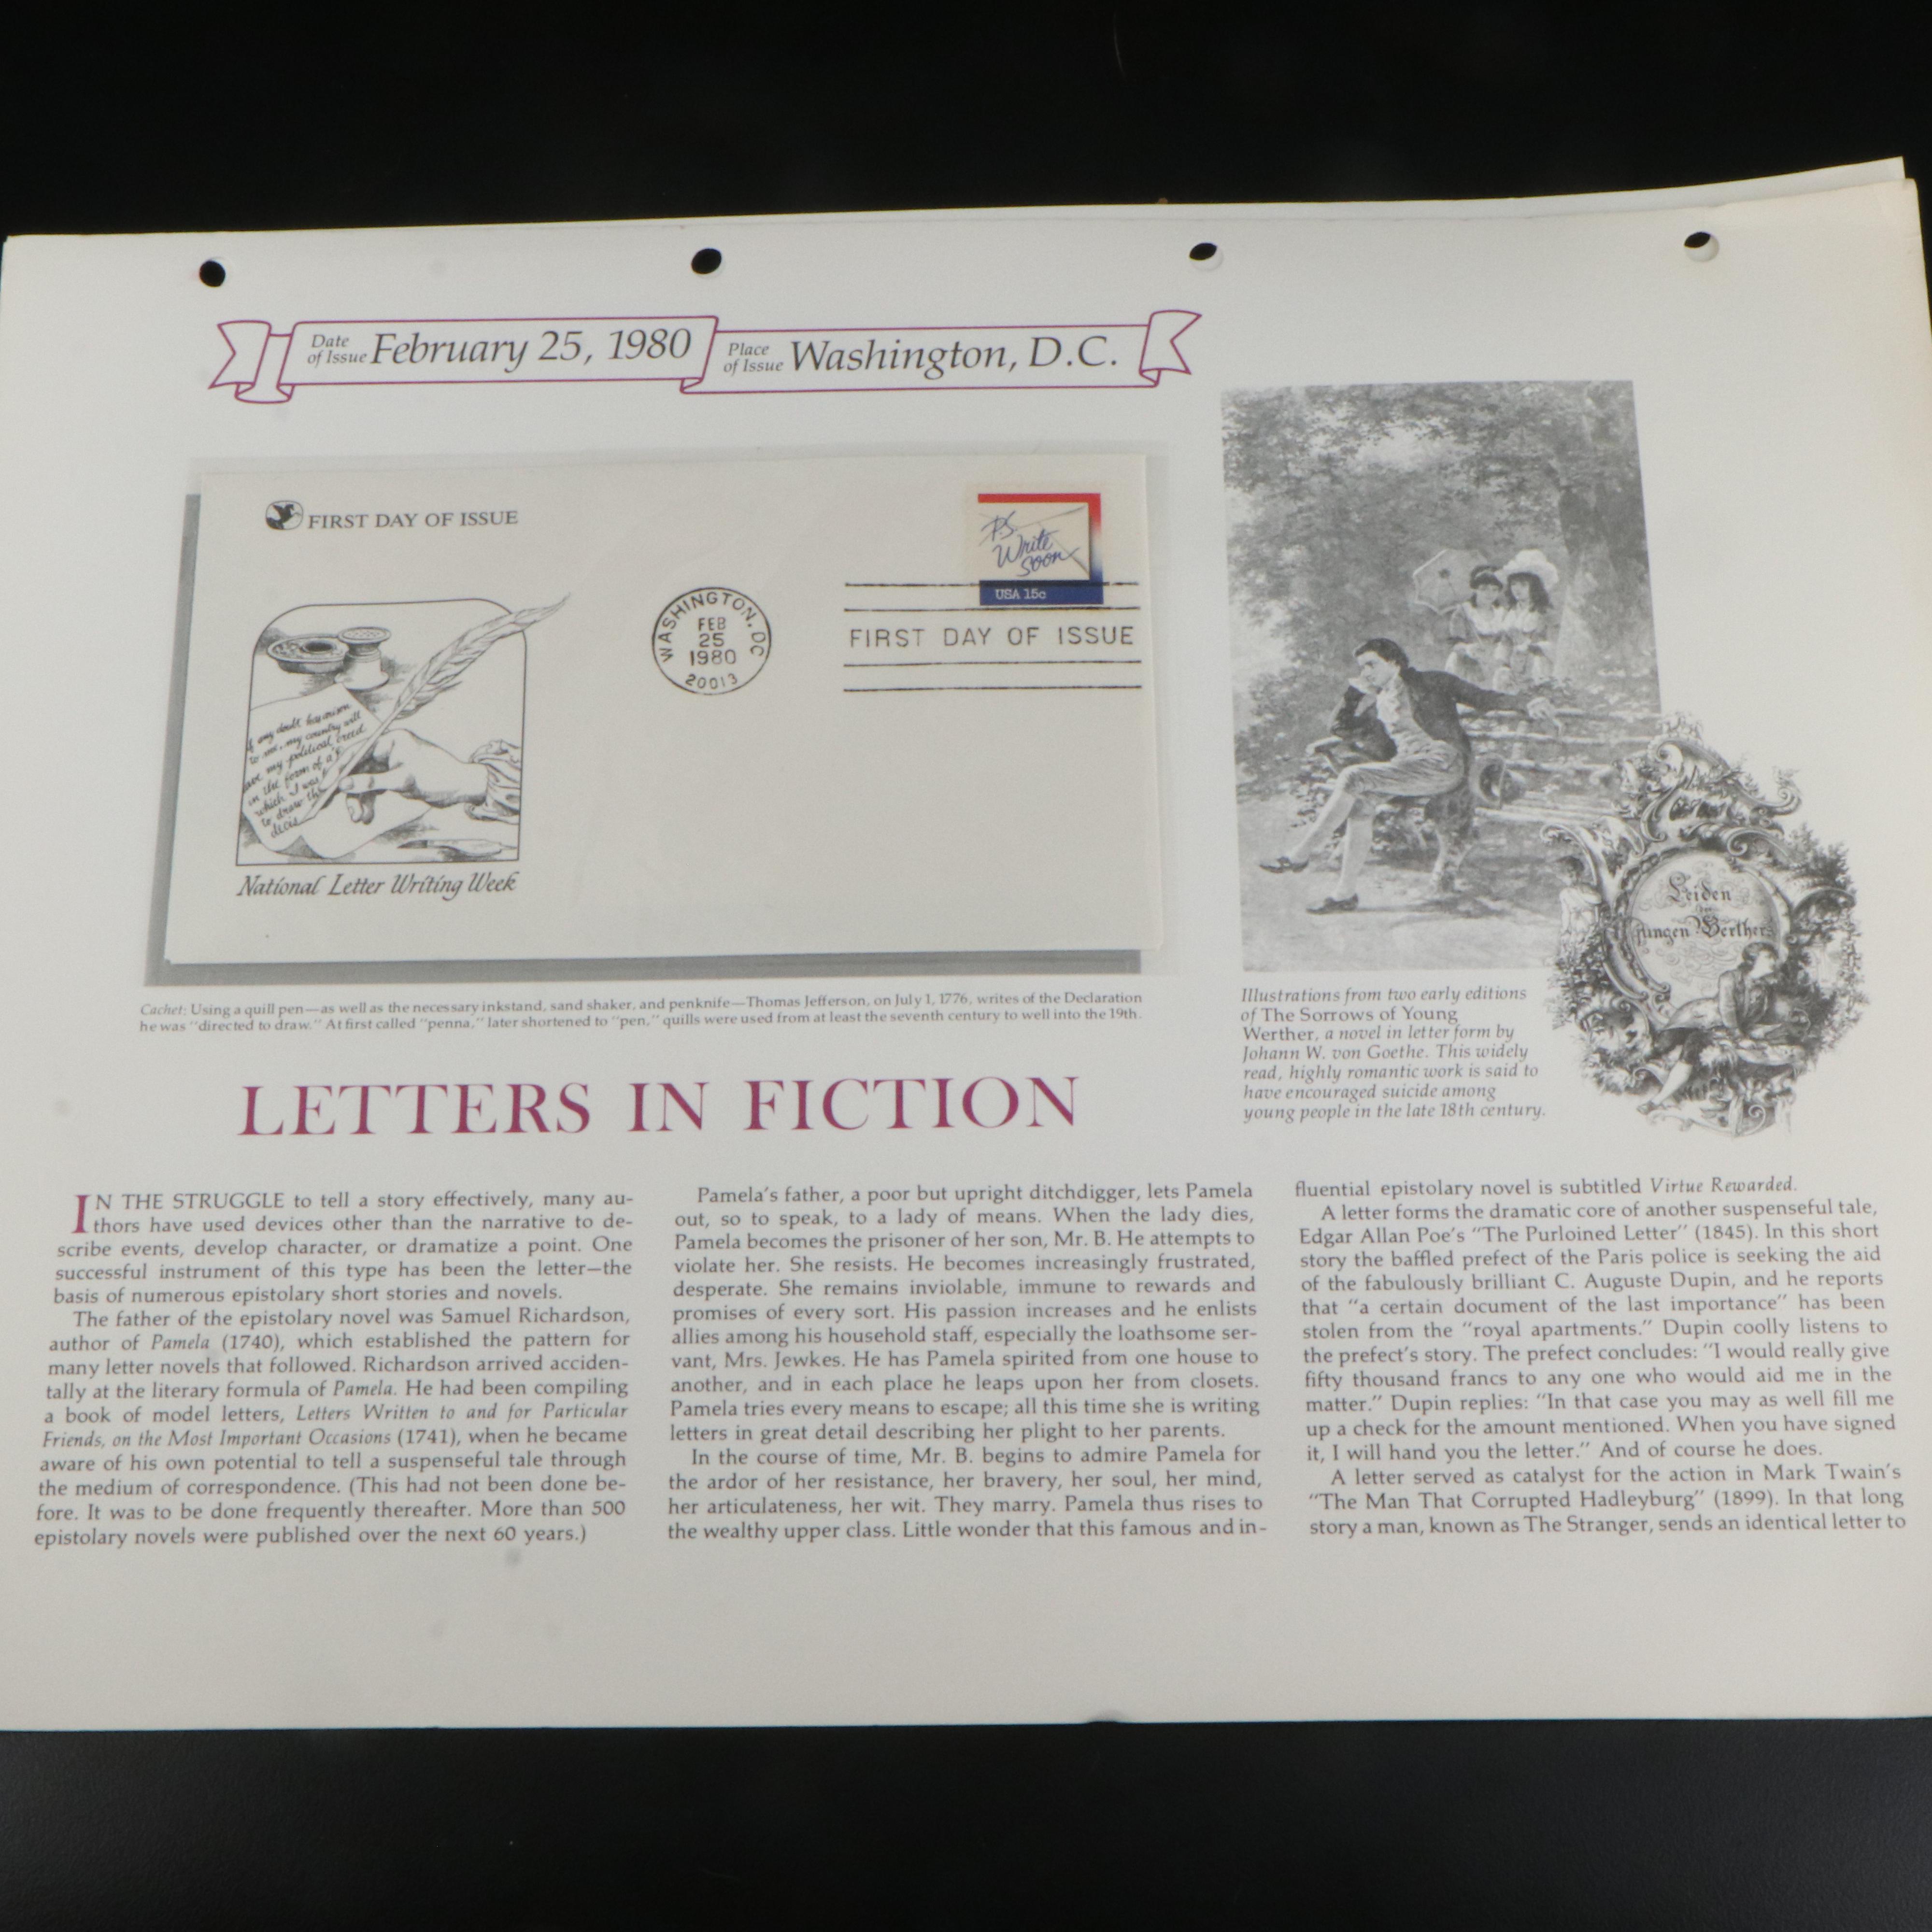 Date
of Issue February 25, 1980
Place
of Issue Washington, D.C.
FIRST DAY OF ISSUE
P.S.
Write
Soon
USA 15c
WASHINGTON, DC
FEB
25
1980
20013
FIRST DAY OF ISSUE
if any doubt has arisen
to me, my country will
my political creed
in the form of a
which I was
to draw the
decis
National Letter Writing Week
Cachet: Using a quill pen—as well as the necessary inkstand, sand shaker, and penknife—Thomas Jefferson, on July 1, 1776, writes of the Declaration
he was "directed to draw." At first called "penna," later shortened to "pen," quills were used from at least the seventh century to well into the 19th.
Leiden
jungen Werthers
Illustrations from two early editions
of The Sorrows of Young
Werther, a novel in letter form by
Johann W. von Goethe. This widely
read, highly romantic work is said to
have encouraged suicide among
young people in the late 18th century.
LETTERS IN FICTION
IN THE STRUGGLE to tell a story effectively, many au-
thors have used devices other than the narrative to de-
scribe events, develop character, or dramatize a point. One
successful instrument of this type has been the letter—the
basis of numerous epistolary short stories and novels.
The father of the epistolary novel was Samuel Richardson,
author of Pamela (1740), which established the pattern for
many letter novels that followed. Richardson arrived acciden-
tally at the literary formula of Pamela. He had been compiling
a book of model letters, Letters Written to and for Particular
Friends, on the Most Important Occasions (1741), when he became
aware of his own potential to tell a suspenseful tale through
the medium of correspondence. (This had not been done be-
fore. It was to be done frequently thereafter. More than 500
epistolary novels were published over the next 60 years.)
Pamela's father, a poor but upright ditchdigger, lets Pamela
out, so to speak, to a lady of means. When the lady dies,
Pamela becomes the prisoner of her son, Mr. B. He attempts to
violate her. She resists. He becomes increasingly frustrated,
desperate. She remains inviolable, immune to rewards and
promises of every sort. His passion increases and he enlists
allies among his household staff, especially the loathsome ser-
vant, Mrs. Jewkes. He has Pamela spirited from one house to
another, and in each place he leaps upon her from closets.
Pamela tries every means to escape; all this time she is writing
letters in great detail describing her plight to her parents.
In the course of time, Mr. B. begins to admire Pamela for
the ardor of her resistance, her bravery, her soul, her mind,
her articulateness, her wit. They marry. Pamela thus rises to
the wealthy upper class. Little wonder that this famous and in-
fluential epistolary novel is subtitled Virtue Rewarded.
A letter forms the dramatic core of another suspenseful tale,
Edgar Allan Poe's "The Purloined Letter" (1845). In this short
story the baffled prefect of the Paris police is seeking the aid
of the fabulously brilliant C. Auguste Dupin, and he reports
that "a certain document of the last importance" has been
stolen from the "royal apartments." Dupin coolly listens to
the prefect's story. The prefect concludes: "I would really give
fifty thousand francs to any one who would aid me in the
matter." Dupin replies: "In that case you may as well fill me
up a check for the amount mentioned. When you have signed
it, I will hand you the letter." And of course he does.
A letter served as catalyst for the action in Mark Twain's
"The Man That Corrupted Hadleyburg" (1899). In that long
story a man, known as The Stranger, sends an identical letter to